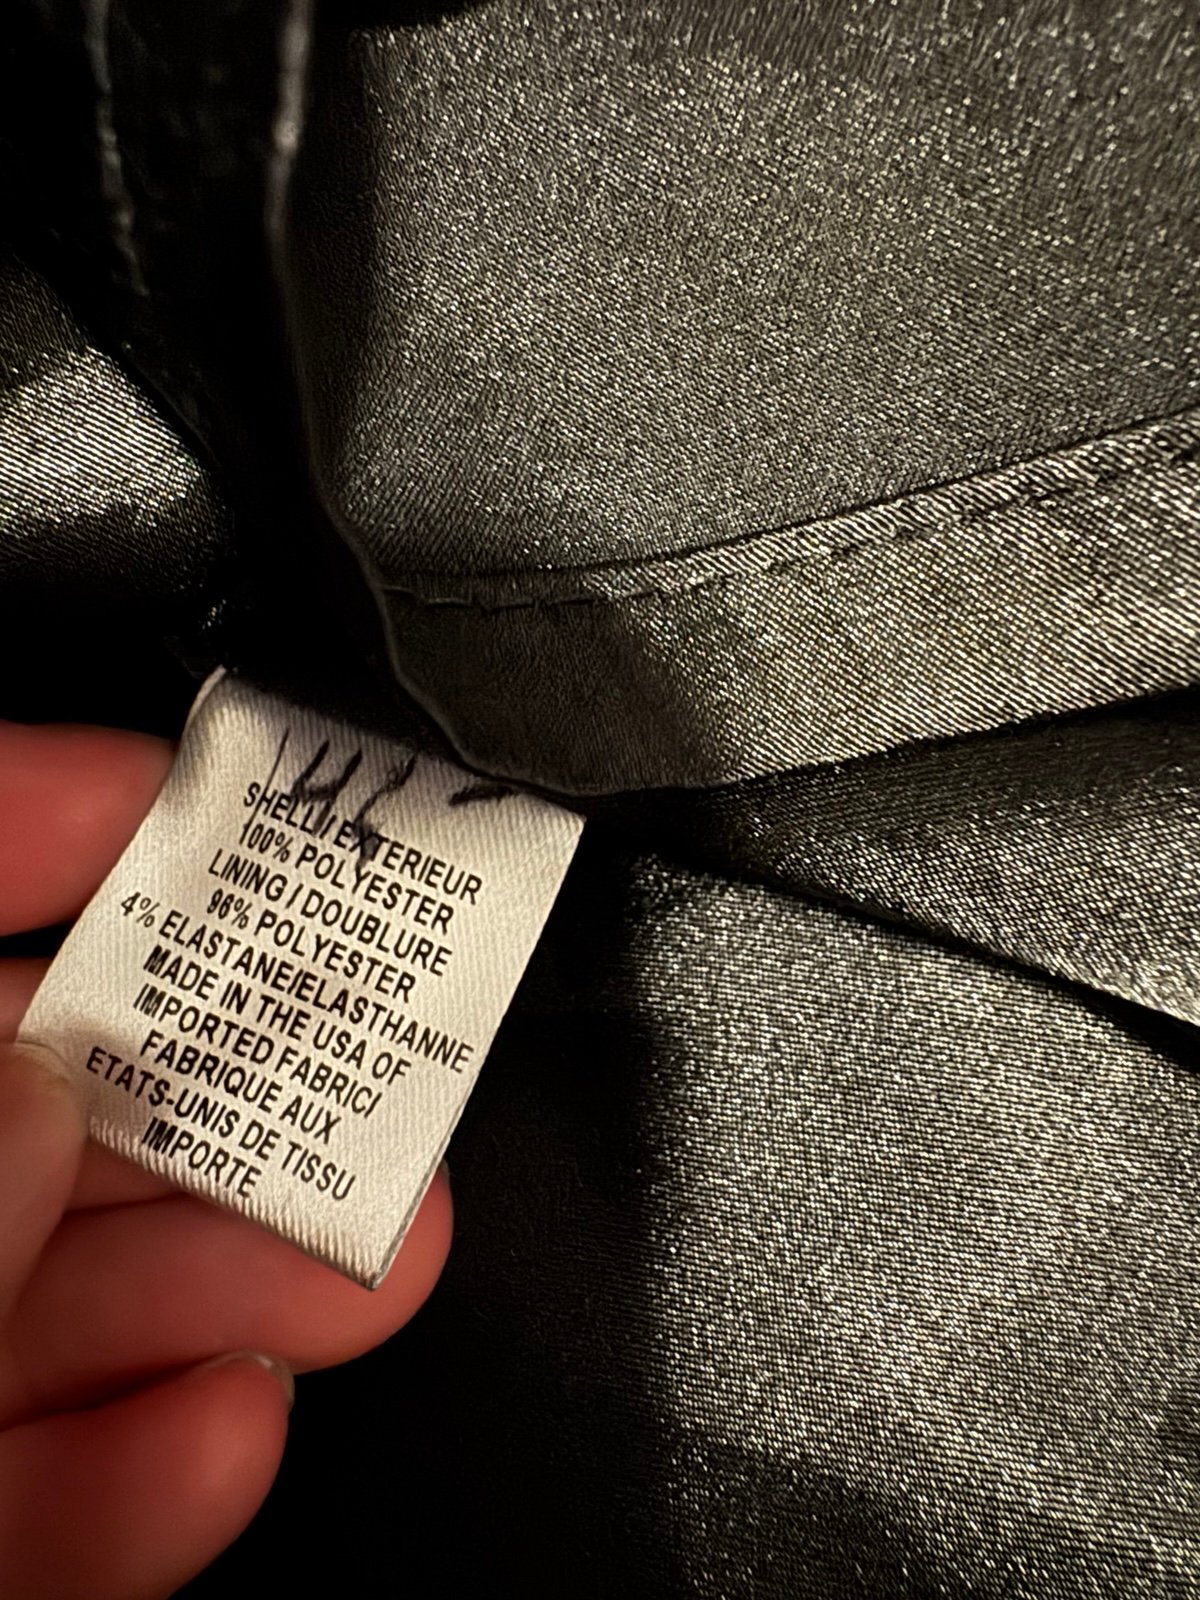 SHELL / EXTERIEUR
100% POLYESTER
LINING / DOUBLURE
96% POLYESTER
4% ELASTANE/ELASTHANNE
MADE IN THE USA OF
IMPORTED FABRIC/
FABRIQUE AUX
ETATS-UNIS DE TISSU
IMPORTE